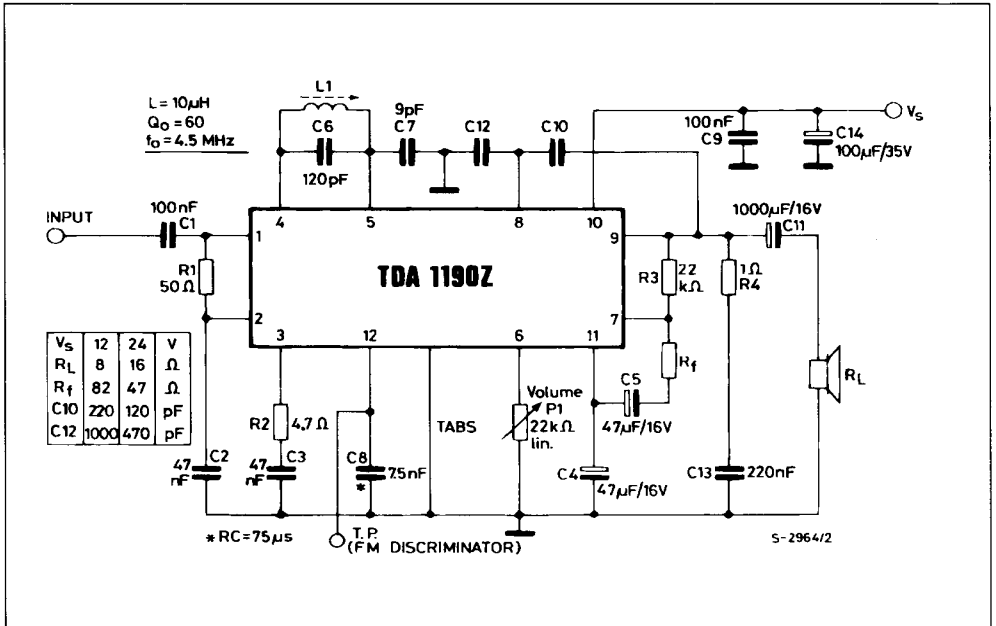 L1
L = 10µH
Qo = 60
fo = 4.5 MHz
9pF
C6
C7
C12
C10
120pF
100nF
C9
C14
100µF/35V
Vs
INPUT
100nF
C1
4
5
8
10
1000µF/16V
C11
1
9
R1
50Ω
TDA 1190Z
R3
22
kΩ
1Ω
R4
2
7
3
12
6
11
Vs 12 24 V
RL 8 16 Ω
Rf 82 47 Ω
C10 220 120 pF
C12 1000 470 pF
Rf
RL
C5
47µF/16V
Volume
P1
22kΩ
lin.
R2
4,7 Ω
TABS
47
nF
C2
47
nF
C3
C8
*
7.5nF
C4
47µF/16V
C13
220nF
* RC=75µs
T.P.
(FM DISCRIMINATOR)
S-2964/2